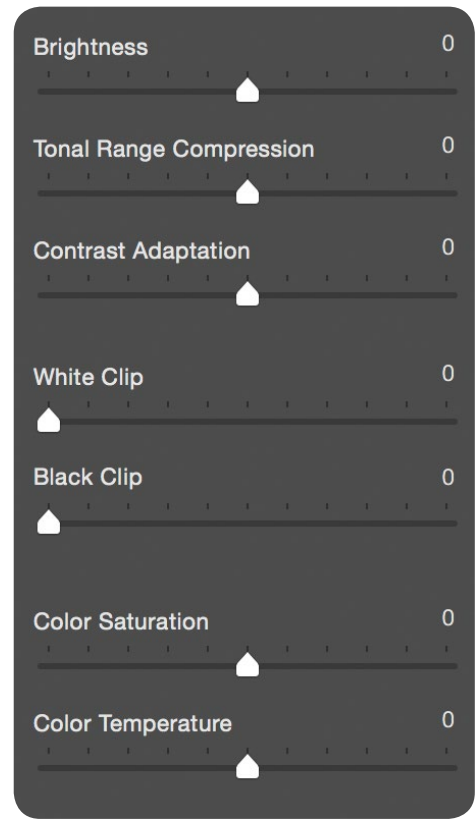 Brightness 0
Tonal Range Compression 0
Contrast Adaptation 0
White Clip 0
Black Clip 0
Color Saturation 0
Color Temperature 0